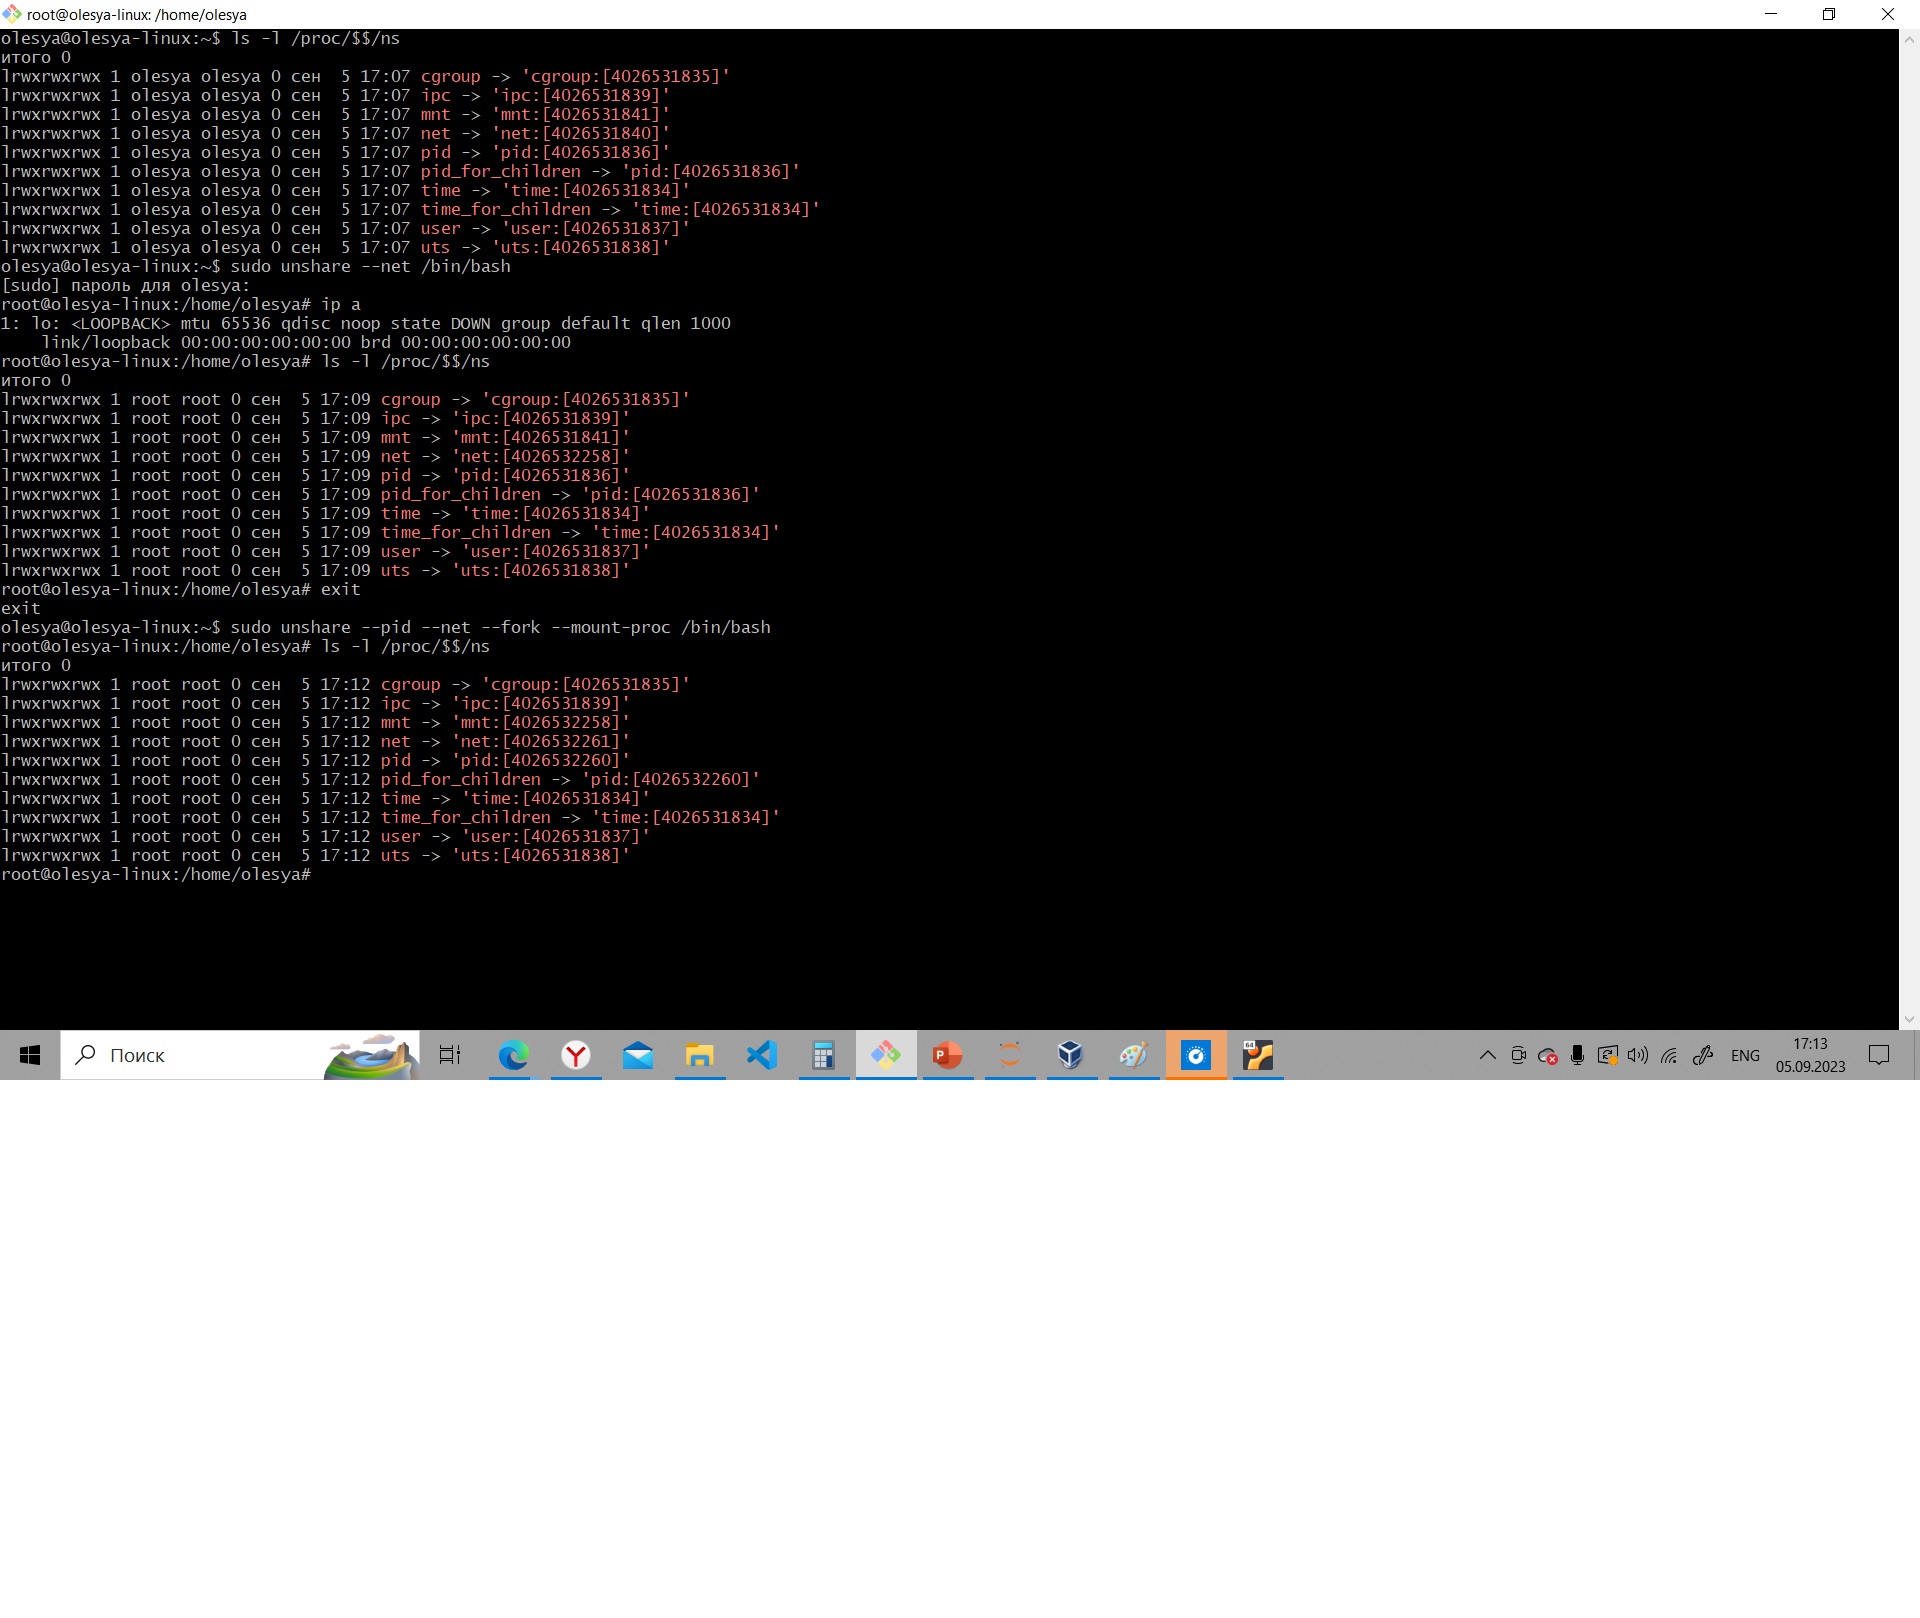 root@olesya-linux: /home/olesya
olesya@olesya-linux:~$ ls -l /proc/$$/ns
итого 0
lrwxrwxrwx 1 olesya olesya 0 сен  5 17:07 cgroup -> 'cgroup:[4026531835]'
lrwxrwxrwx 1 olesya olesya 0 сен  5 17:07 ipc -> 'ipc:[4026531839]'
lrwxrwxrwx 1 olesya olesya 0 сен  5 17:07 mnt -> 'mnt:[4026531841]'
lrwxrwxrwx 1 olesya olesya 0 сен  5 17:07 net -> 'net:[4026531840]'
lrwxrwxrwx 1 olesya olesya 0 сен  5 17:07 pid -> 'pid:[4026531836]'
lrwxrwxrwx 1 olesya olesya 0 сен  5 17:07 pid_for_children -> 'pid:[4026531836]'
lrwxrwxrwx 1 olesya olesya 0 сен  5 17:07 time -> 'time:[4026531834]'
lrwxrwxrwx 1 olesya olesya 0 сен  5 17:07 time_for_children -> 'time:[4026531834]'
lrwxrwxrwx 1 olesya olesya 0 сен  5 17:07 user -> 'user:[4026531837]'
lrwxrwxrwx 1 olesya olesya 0 сен  5 17:07 uts -> 'uts:[4026531838]'
olesya@olesya-linux:~$ sudo unshare --net /bin/bash
[sudo] пароль для olesya:
root@olesya-linux:/home/olesya# ip a
1: lo: <LOOPBACK> mtu 65536 qdisc noop state DOWN group default qlen 1000
    link/loopback 00:00:00:00:00:00 brd 00:00:00:00:00:00
root@olesya-linux:/home/olesya# ls -l /proc/$$/ns
итого 0
lrwxrwxrwx 1 root root 0 сен  5 17:09 cgroup -> 'cgroup:[4026531835]'
lrwxrwxrwx 1 root root 0 сен  5 17:09 ipc -> 'ipc:[4026531839]'
lrwxrwxrwx 1 root root 0 сен  5 17:09 mnt -> 'mnt:[4026531841]'
lrwxrwxrwx 1 root root 0 сен  5 17:09 net -> 'net:[4026532258]'
lrwxrwxrwx 1 root root 0 сен  5 17:09 pid -> 'pid:[4026531836]'
lrwxrwxrwx 1 root root 0 сен  5 17:09 pid_for_children -> 'pid:[4026531836]'
lrwxrwxrwx 1 root root 0 сен  5 17:09 time -> 'time:[4026531834]'
lrwxrwxrwx 1 root root 0 сен  5 17:09 time_for_children -> 'time:[4026531834]'
lrwxrwxrwx 1 root root 0 сен  5 17:09 user -> 'user:[4026531837]'
lrwxrwxrwx 1 root root 0 сен  5 17:09 uts -> 'uts:[4026531838]'
root@olesya-linux:/home/olesya# exit
exit
olesya@olesya-linux:~$ sudo unshare --pid --net --fork --mount-proc /bin/bash
root@olesya-linux:/home/olesya# ls -l /proc/$$/ns
итого 0
lrwxrwxrwx 1 root root 0 сен  5 17:12 cgroup -> 'cgroup:[4026531835]'
lrwxrwxrwx 1 root root 0 сен  5 17:12 ipc -> 'ipc:[4026531839]'
lrwxrwxrwx 1 root root 0 сен  5 17:12 mnt -> 'mnt:[4026532258]'
lrwxrwxrwx 1 root root 0 сен  5 17:12 net -> 'net:[4026532261]'
lrwxrwxrwx 1 root root 0 сен  5 17:12 pid -> 'pid:[4026532260]'
lrwxrwxrwx 1 root root 0 сен  5 17:12 pid_for_children -> 'pid:[4026532260]'
lrwxrwxrwx 1 root root 0 сен  5 17:12 time -> 'time:[4026531834]'
lrwxrwxrwx 1 root root 0 сен  5 17:12 time_for_children -> 'time:[4026531834]'
lrwxrwxrwx 1 root root 0 сен  5 17:12 user -> 'user:[4026531837]'
lrwxrwxrwx 1 root root 0 сен  5 17:12 uts -> 'uts:[4026531838]'
root@olesya-linux:/home/olesya#
Поиск
ENG
17:13
05.09.2023